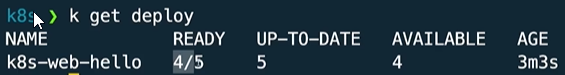 k8s ❯ k get deploy
NAME READY UP-TO-DATE AVAILABLE AGE
k8s-web-hello 4/5 5 4 3m3s